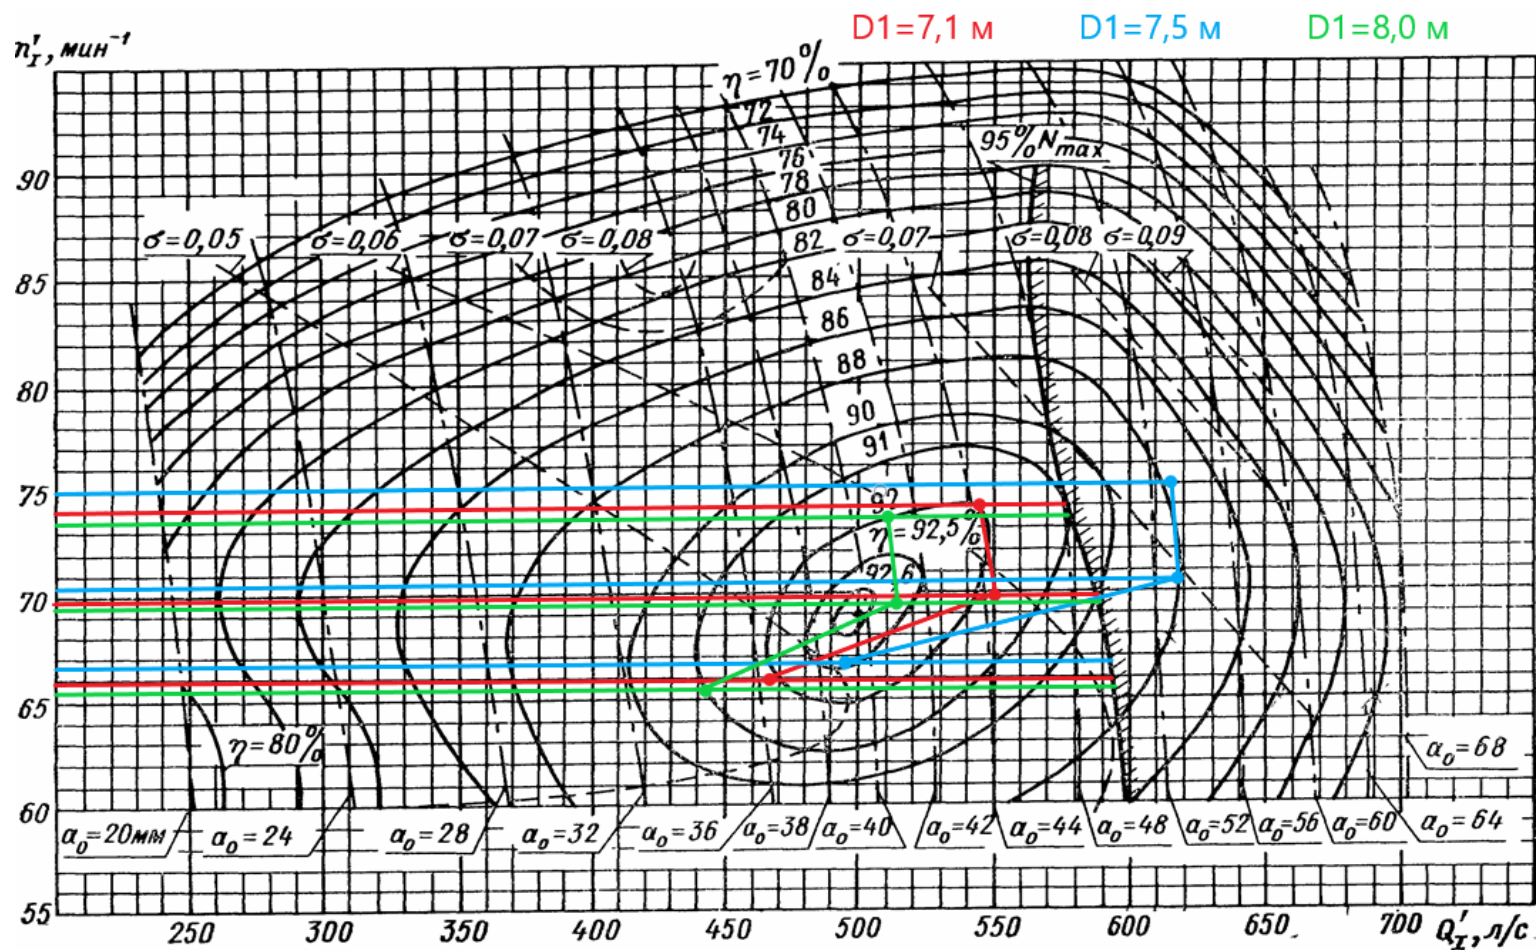 D1=7,1 м D1=7,5 м D1=8,0 м
n'I, мин⁻¹
η=70%
72
74
95%Nmax
76
90
78
80
σ=0,05 σ=0,06 σ=0,07 σ=0,08 82 σ=0,07 σ=0,08 σ=0,09
84
85
86
88
80
90
91
75
92
η=92,5%
92,6
70
65
η=80%
a₀=68
60
a₀=20мм a₀=24 a₀=28 a₀=32 a₀=36 a₀=38 a₀=40 a₀=42 a₀=44 a₀=48 a₀=52 a₀=56 a₀=60 a₀=64
55
250 300 350 400 450 500 550 600 650 700 Q'I, л/с